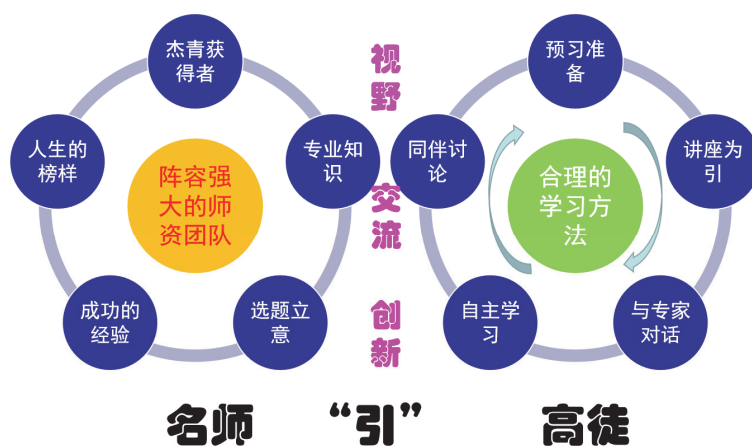 杰青获
得者
人生的
榜样
专业知
识
阵容强
大的师
资团队
成功的
经验
选题立
意
视
野
交
流
创
新
预习准
备
同伴讨
论
讲座为
引
合理的
学习方
法
自主学
习
与专家
对话
名师 “引” 高徒